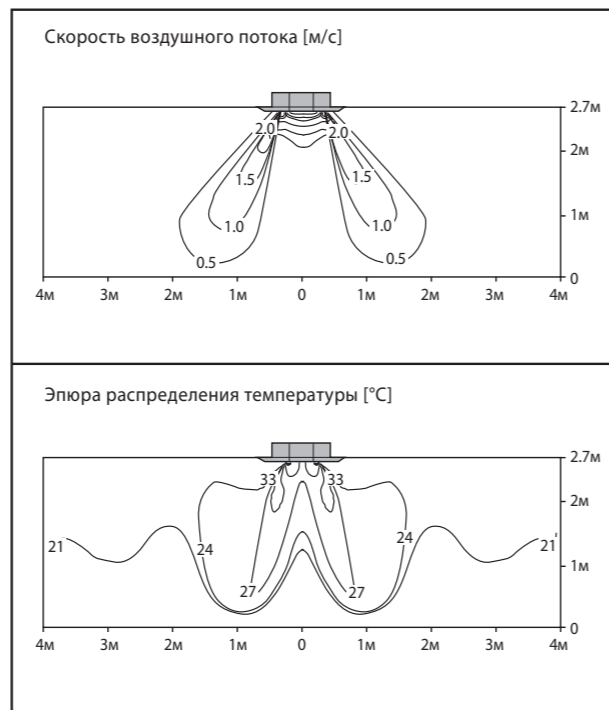 Скорость воздушного потока [м/с]
2.7м
2.0 2.0 2м
1.5 1.5
1.0 1.0 1м
0.5 0.5
0
4м 3м 2м 1м 0 1м 2м 3м 4м
Эпюра распределения температуры [°C]
2.7м
33 33
2м
21 24 24 21
1м
27 27
0
4м 3м 2м 1м 0 1м 2м 3м 4м